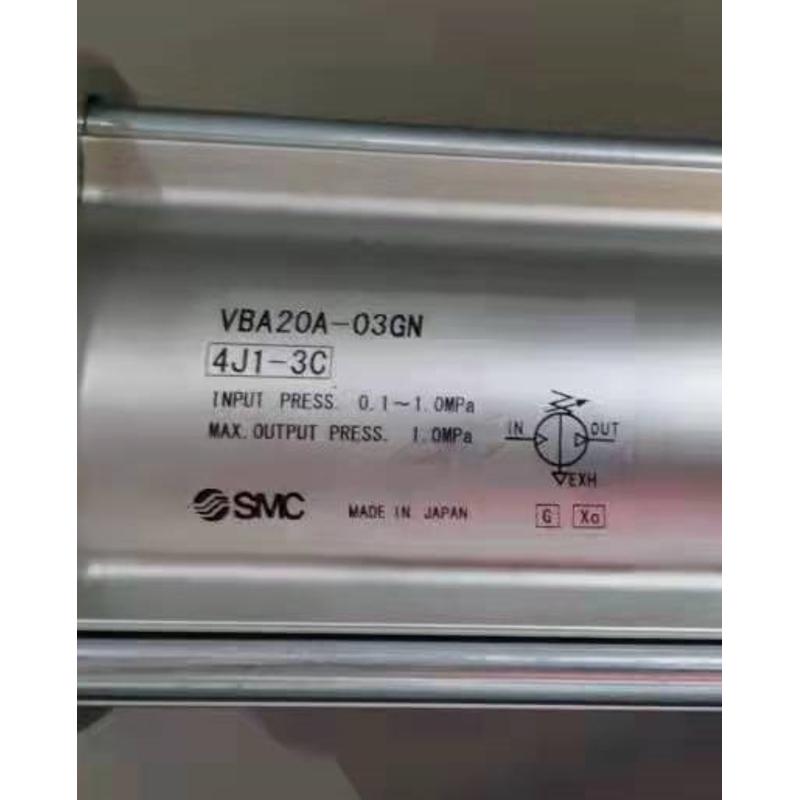 VBA20A-03GN
4J1-3C
INPUT PRESS. 0.1~1.0MPa
MAX.OUTPUT PRESS. 1.0MPa
IN OUT
EXH
SMC MADE IN JAPAN G Xo